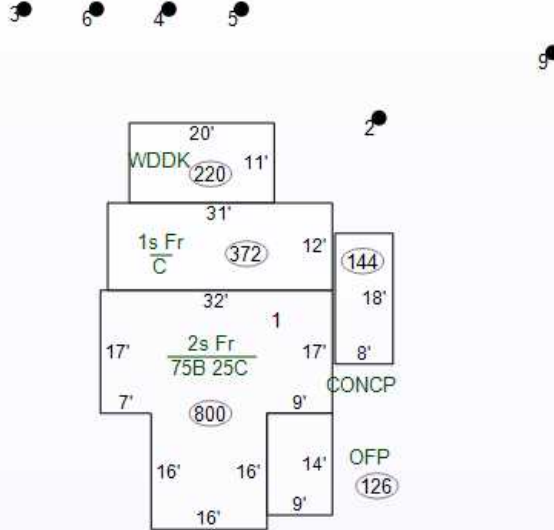 3 6 4 5
9
2
20'
WDDK 11'
220
31'
1s Fr 12'
C 372
144
18'
8'
32'
1
17' 2s Fr 17'
75B 25C
CONCP
7' 9'
800
16' 16' 14'
OFP
126
9'
16'